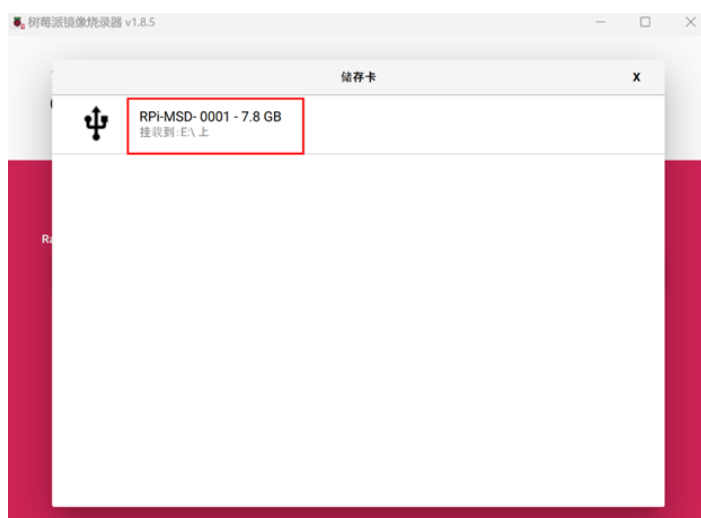 树莓派镜像烧录器 v1.8.5
储存卡 X
RPi-MSD- 0001 - 7.8 GB
挂载到:E:\ 上
Ra